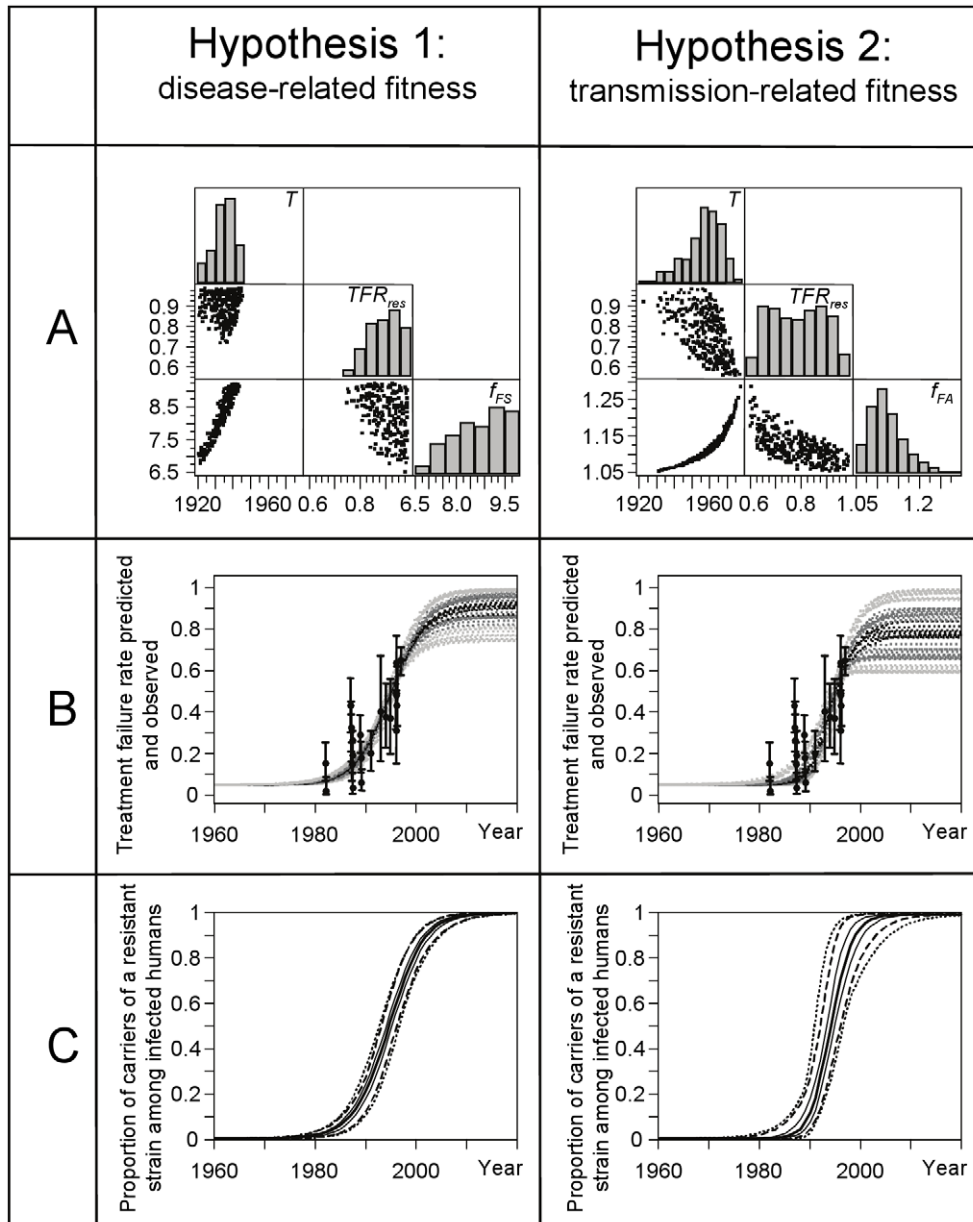 Hypothesis 1:
disease-related fitness
Hypothesis 2:
transmission-related fitness
A
T
TFRres
fFS
0.9
0.8
0.7
0.6
8.5
7.5
6.5
1920 1960 0.6 0.8 6.5 8.0 9.5
T
TFRres
fFA
0.9
0.8
0.7
0.6
1.25
1.15
1.05
1920 1960 0.6 0.8 1.05 1.2
B
Treatment failure rate predicted
and observed
1
0.8
0.6
0.4
0.2
0
1960 1980 2000 Year
Treatment failure rate predicted
and observed
1
0.8
0.6
0.4
0.2
0
1960 1980 2000 Year
C
Proportion of carriers of a resistant
strain among infected humans
1
0.8
0.6
0.4
0.2
0
1960 1980 2000 Year
Proportion of carriers of a resistant
strain among infected humans
1
0.8
0.6
0.4
0.2
0
1960 1980 2000 Year